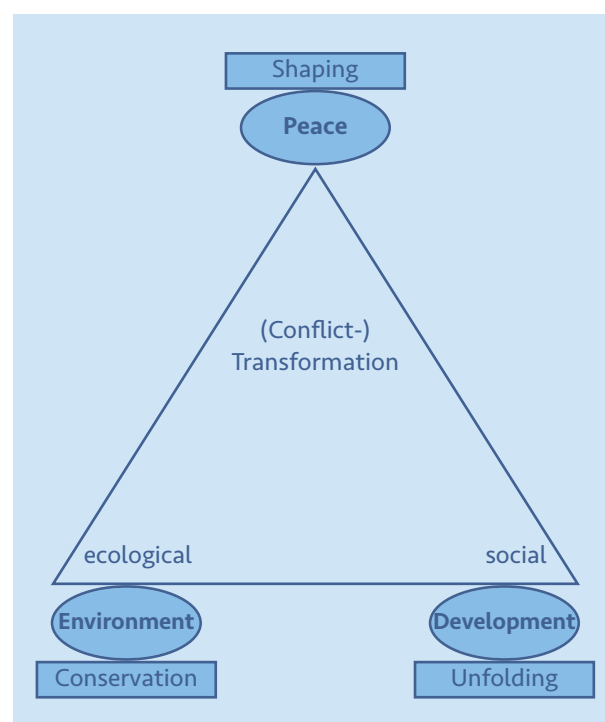 Shaping
Peace
(Conflict-)
Transformation
ecological
social
Environment
Development
Conservation
Unfolding